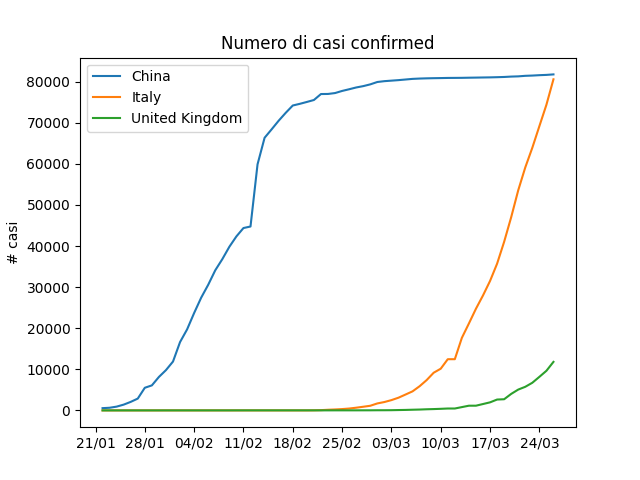 Numero di casi confirmed
China
Italy
United Kingdom
# casi
80000
70000
60000
50000
40000
30000
20000
10000
0
21/01 28/01 04/02 11/02 18/02 25/02 03/03 10/03 17/03 24/03